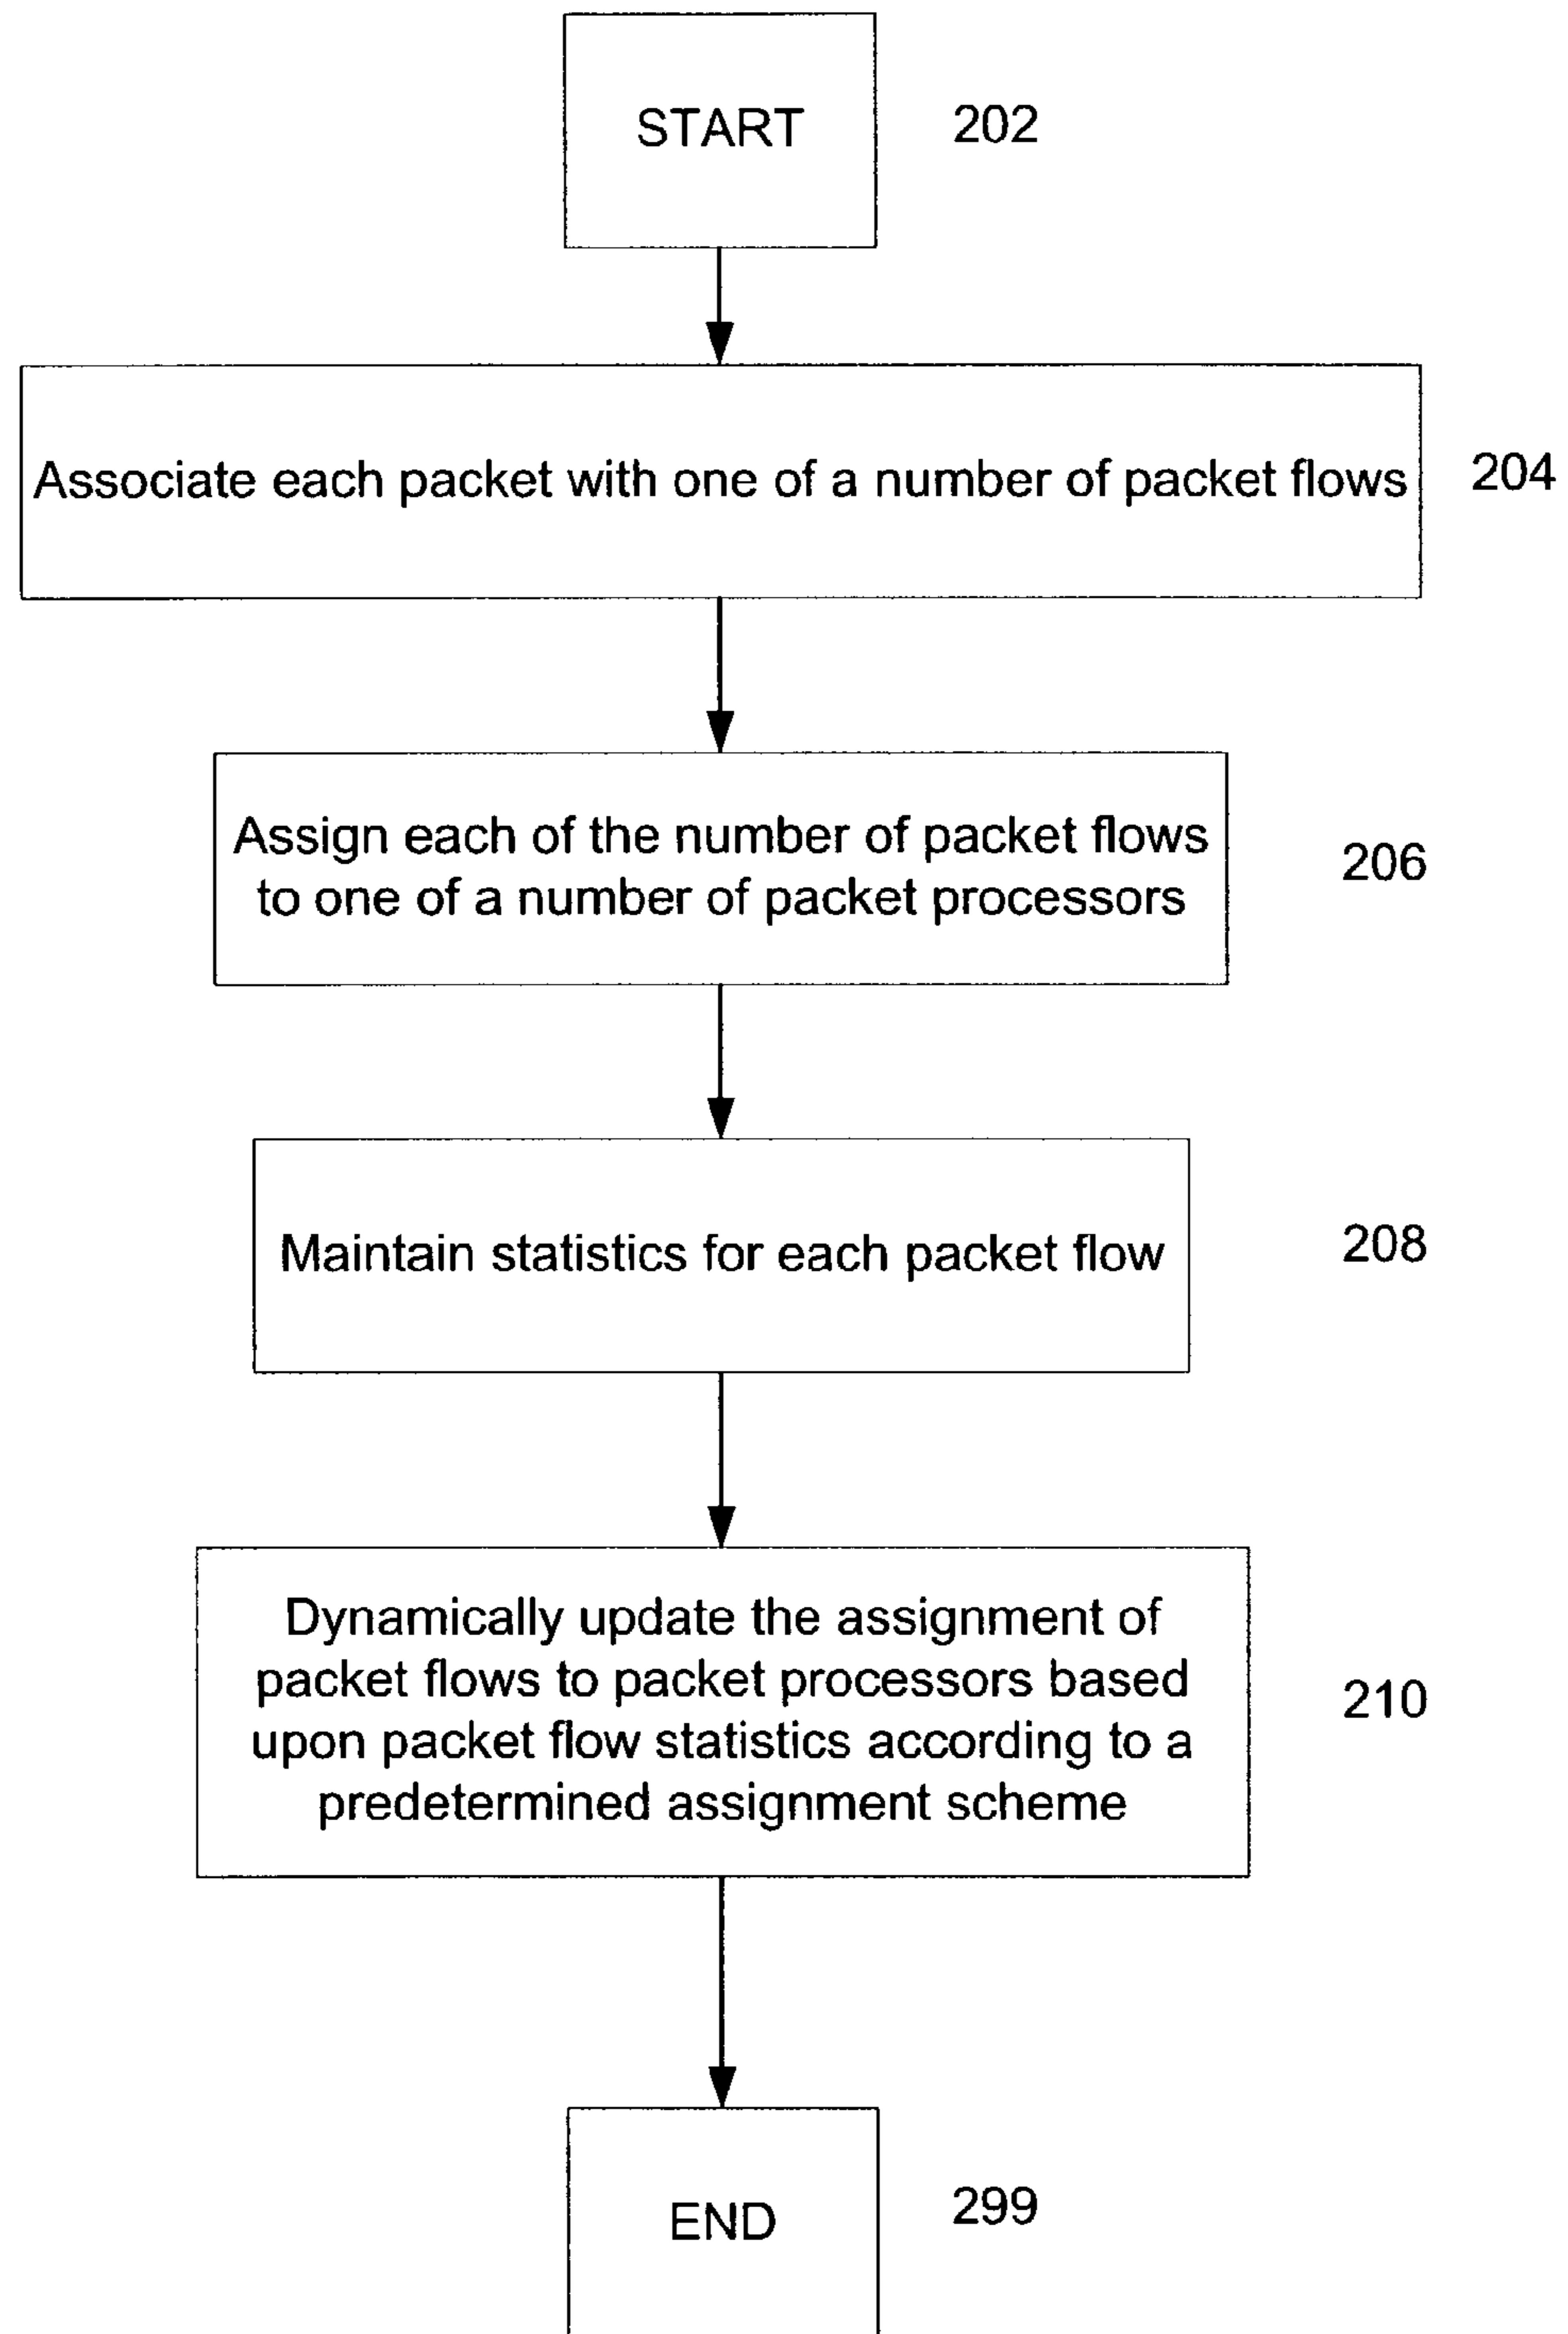 START
202
Associate each packet with one of a number of packet flows
204
Assign each of the number of packet flows
to one of a number of packet processors
206
Maintain statistics for each packet flow
208
Dynamically update the assignment of
packet flows to packet processors based
upon packet flow statistics according to a
predetermined assignment scheme
210
END
299